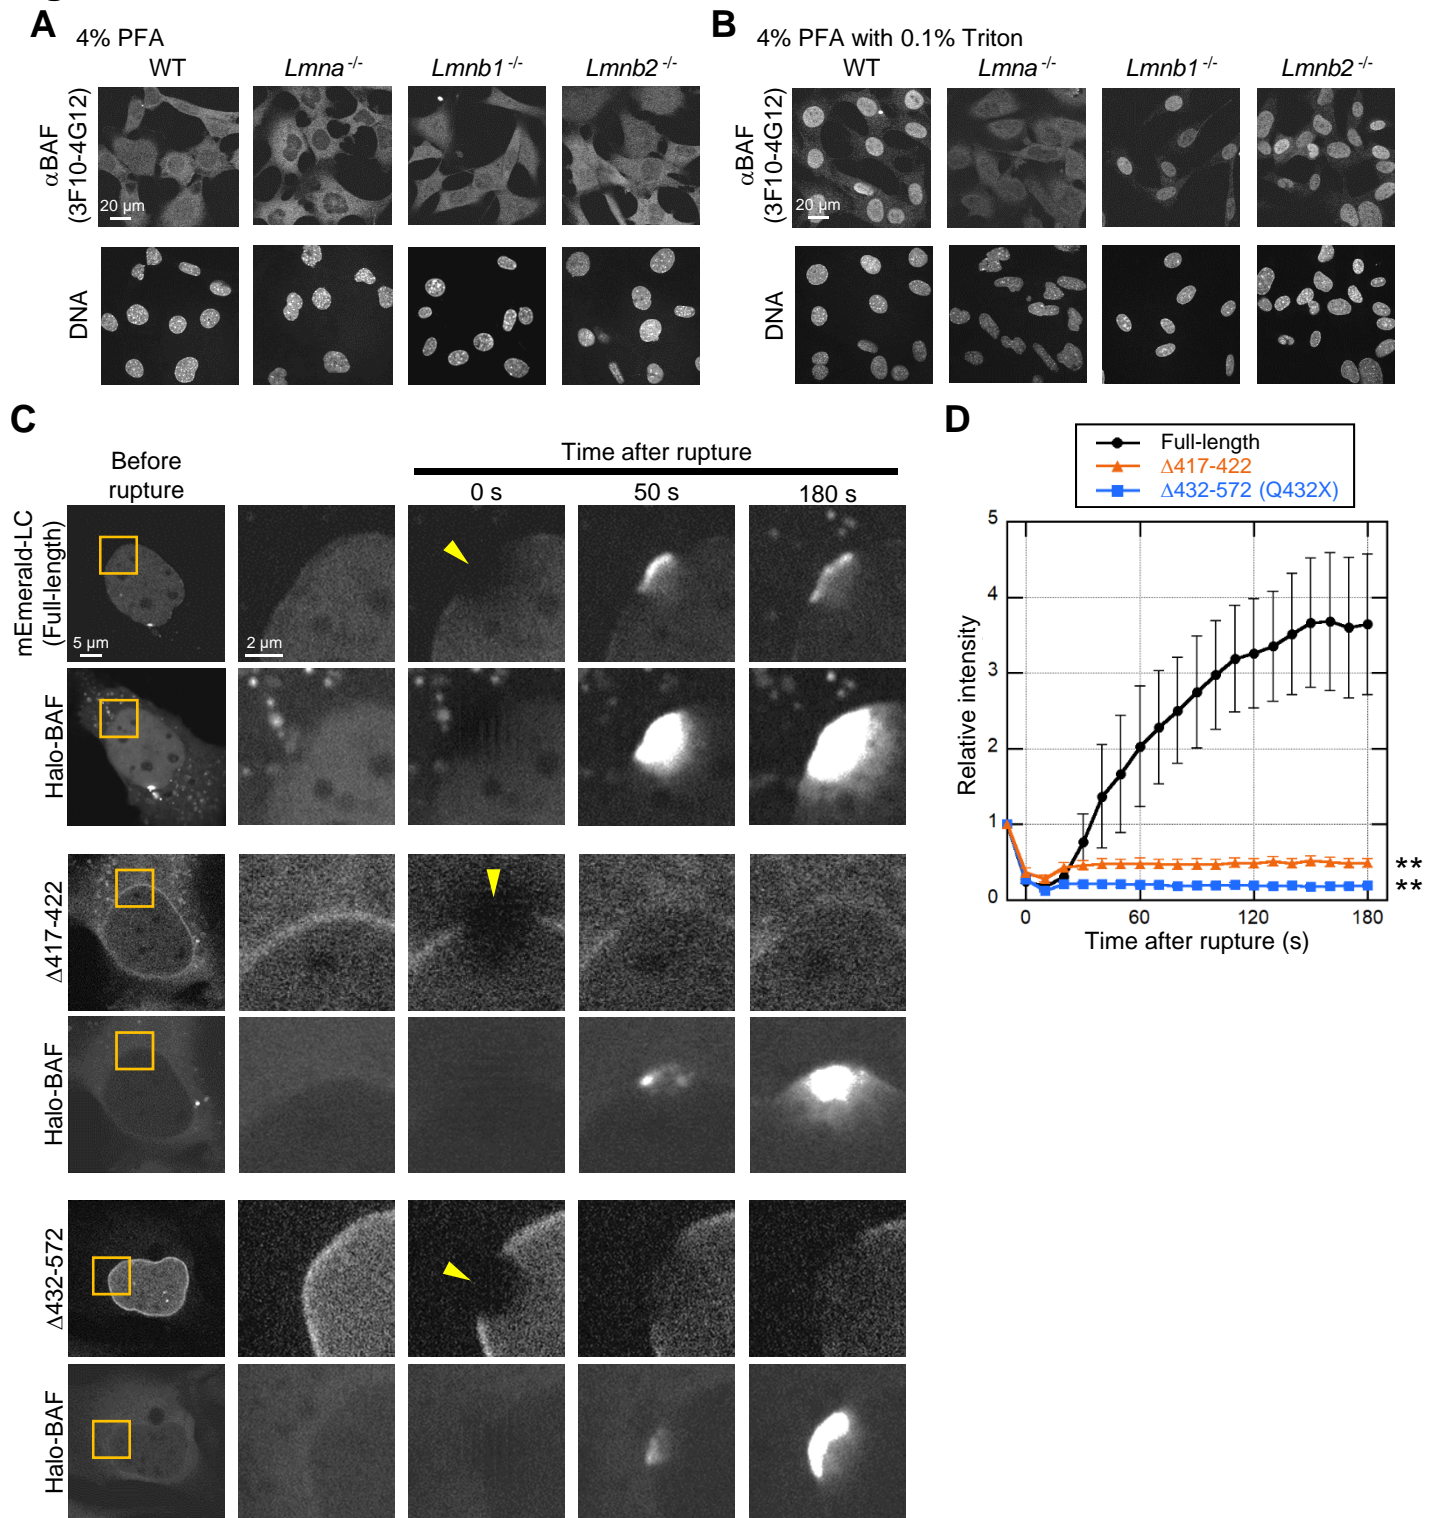 A
4% PFA
WT
Lmna -/-
Lmnb1 -/-
Lmnb2 -/-
αBAF
(3F10-4G12)
20 µm
DNA
B
4% PFA with 0.1% Triton
WT
Lmna -/-
Lmnb1 -/-
Lmnb2 -/-
αBAF
(3F10-4G12)
20 µm
DNA
C
Before
rupture
Time after rupture
0 s
50 s
180 s
mEmerald-LC
(Full-length)
5 µm
2 µm
Halo-BAF
Δ417-422
Halo-BAF
Δ432-572
Halo-BAF
D
Full-length
Δ417-422
Δ432-572 (Q432X)
Relative intensity
5
4
3
2
1
0
**
**
0
60
120
180
Time after rupture (s)